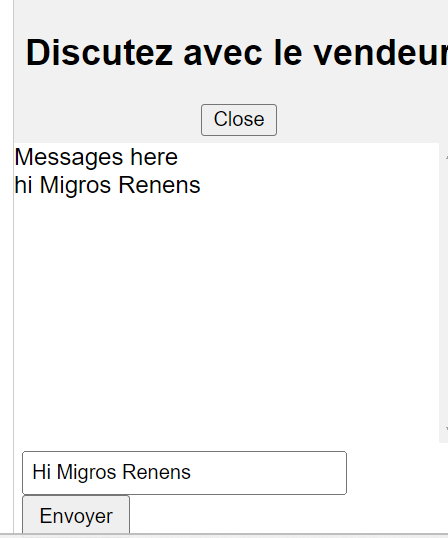 Discutez avec le vendeur
Close
Messages here
hi Migros Renens
Hi Migros Renens
Envoyer